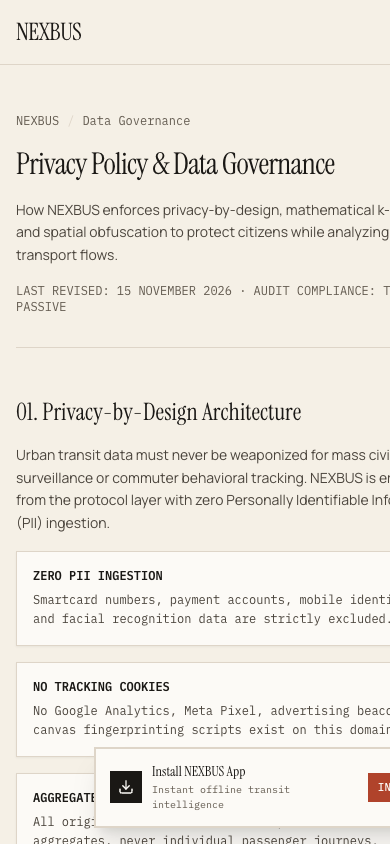 NEXBUS
NEXBUS / Data Governance
Privacy Policy & Data Governance
How NEXBUS enforces privacy-by-design, mathematical k-
and spatial obfuscation to protect citizens while analyzing
transport flows.
LAST REVISED: 15 NOVEMBER 2026 · AUDIT COMPLIANCE: T
PASSIVE
01. Privacy-by-Design Architecture
Urban transit data must never be weaponized for mass civi
surveillance or commuter behavioral tracking. NEXBUS is e
from the protocol layer with zero Personally Identifiable Inf
(PII) ingestion.
ZERO PII INGESTION
Smartcard numbers, payment accounts, mobile identi
and facial recognition data are strictly excluded.
NO TRACKING COOKIES
No Google Analytics, Meta Pixel, advertising beaco
canvas fingerprinting scripts exist on this domain
Install NEXBUS App
Instant offline transit
intelligence
IN
AGGREGATE
All orig
aggregates, never individual passenger journeys.